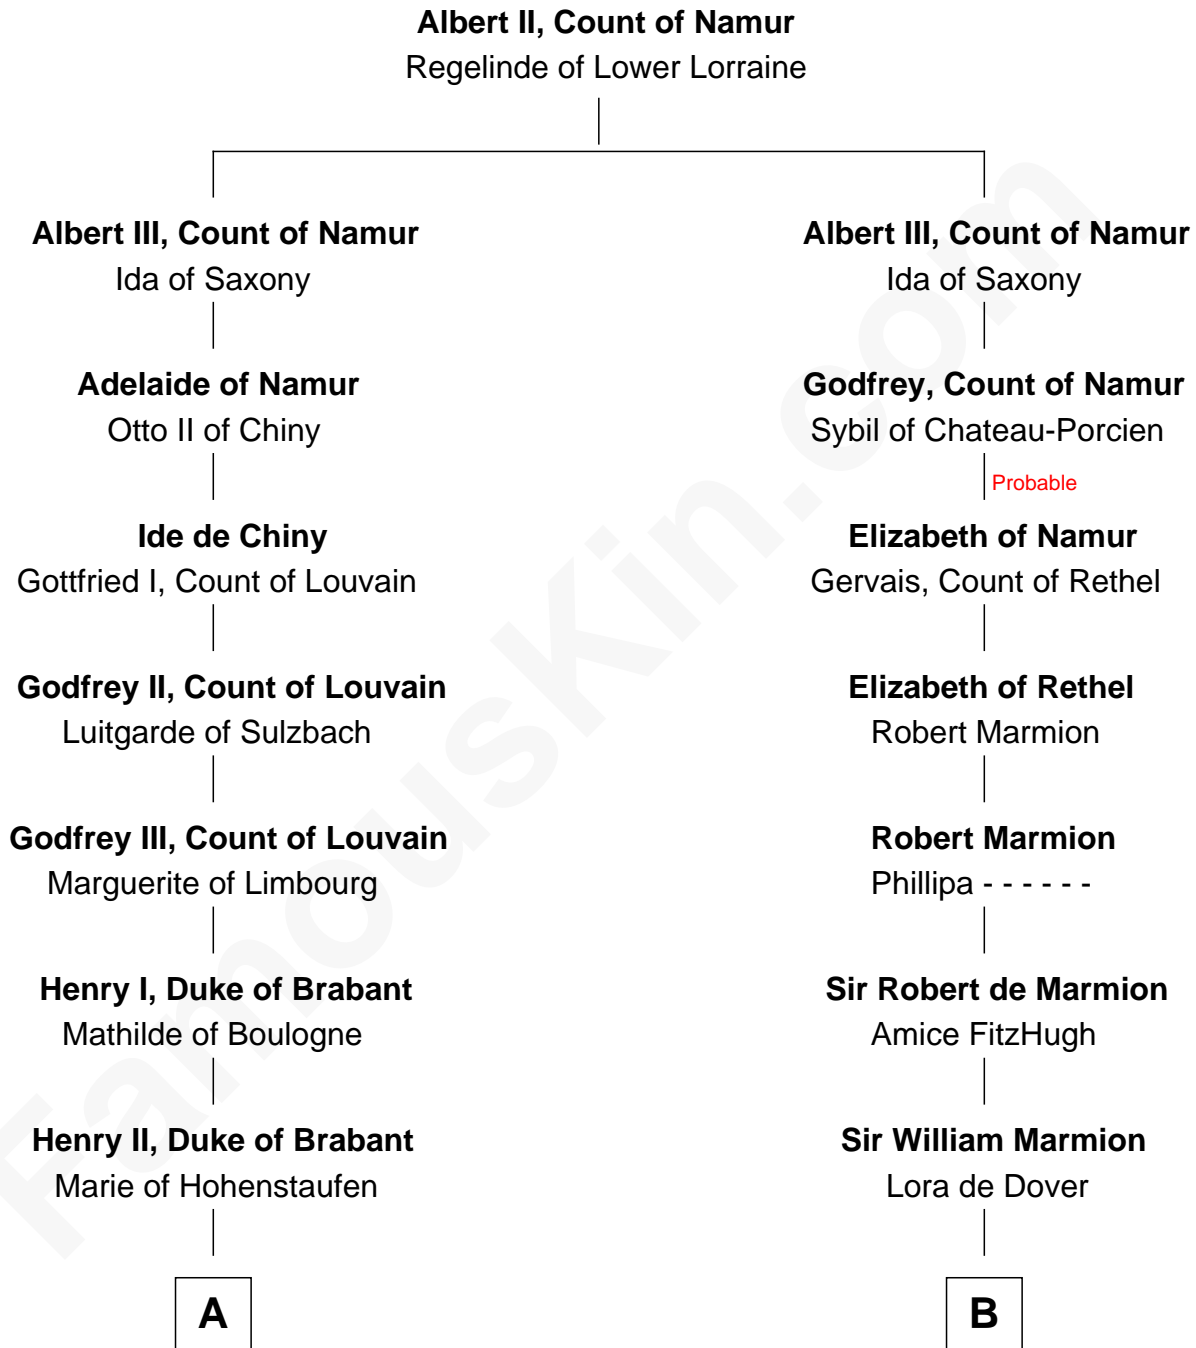 Albert II, Count of Namur
Regelinde of Lower Lorraine
Albert III, Count of Namur
Ida of Saxony
Albert III, Count of Namur
Ida of Saxony
Adelaide of Namur
Otto II of Chiny
Godfrey, Count of Namur
Sybil of Chateau-Porcien
Probable
Ide de Chiny
Gottfried I, Count of Louvain
Elizabeth of Namur
Gervais, Count of Rethel
Godfrey II, Count of Louvain
Luitgarde of Sulzbach
Elizabeth of Rethel
Robert Marmion
Godfrey III, Count of Louvain
Marguerite of Limbourg
Robert Marmion
Phillipa - - - - - -
Henry I, Duke of Brabant
Mathilde of Boulogne
Sir Robert de Marmion
Amice FitzHugh
Henry II, Duke of Brabant
Marie of Hohenstaufen
Sir William Marmion
Lora de Dover
A
B
FamousKin.com